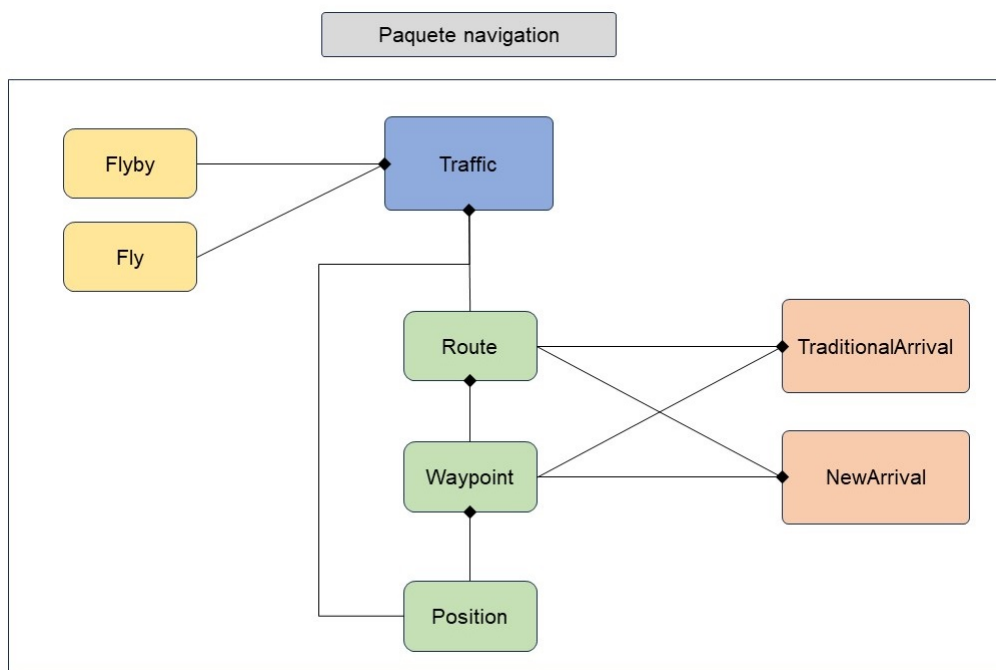 Paquete navigation
Flyby
Traffic
Fly
Route
TraditionalArrival
Waypoint
NewArrival
Position